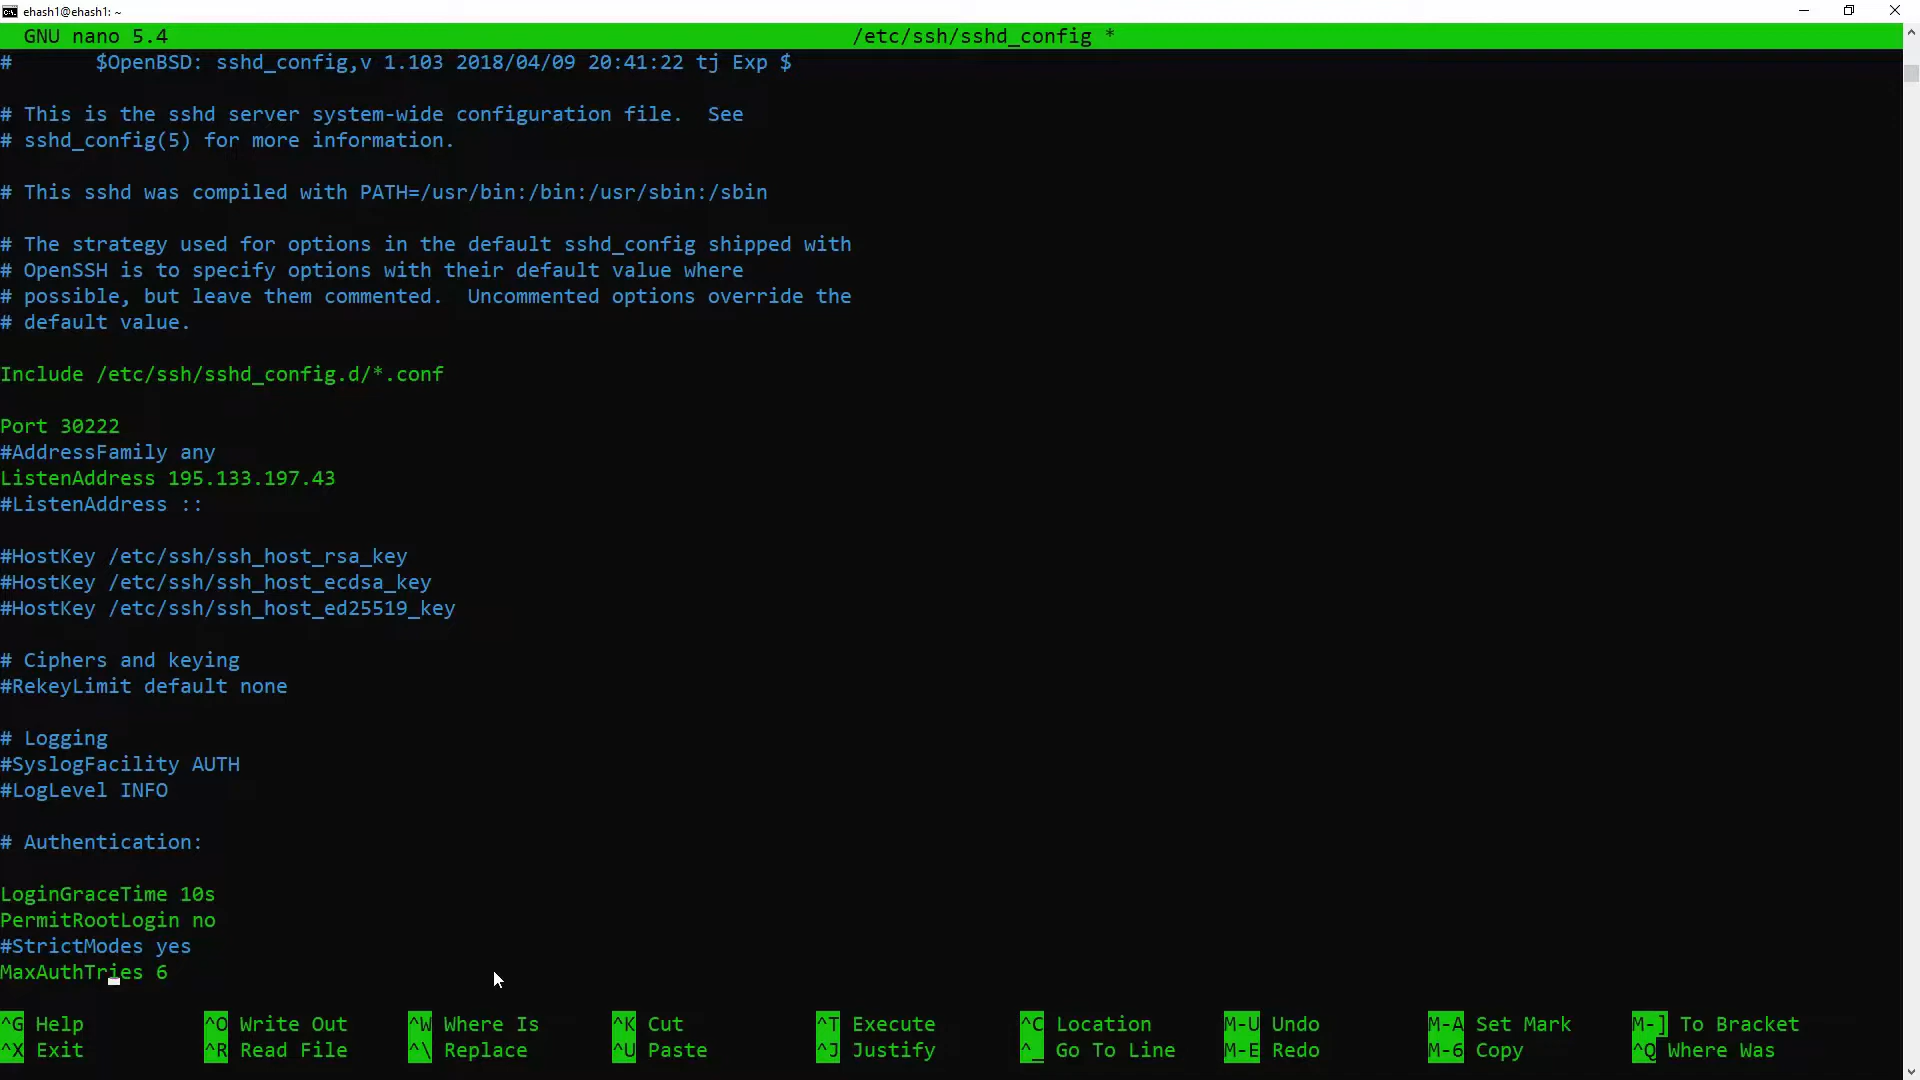 ehash1@ehash1: ~
GNU nano 5.4 /etc/ssh/sshd_config *
# $OpenBSD: sshd_config,v 1.103 2018/04/09 20:41:22 tj Exp $
# This is the sshd server system-wide configuration file. See
# sshd_config(5) for more information.
# This sshd was compiled with PATH=/usr/bin:/bin:/usr/sbin:/sbin
# The strategy used for options in the default sshd_config shipped with
# OpenSSH is to specify options with their default value where
# possible, but leave them commented. Uncommented options override the
# default value.
Include /etc/ssh/sshd_config.d/*.conf
Port 30222
#AddressFamily any
ListenAddress 195.133.197.43
#ListenAddress ::
#HostKey /etc/ssh/ssh_host_rsa_key
#HostKey /etc/ssh/ssh_host_ecdsa_key
#HostKey /etc/ssh/ssh_host_ed25519_key
# Ciphers and keying
#RekeyLimit default none
# Logging
#SyslogFacility AUTH
#LogLevel INFO
# Authentication:
LoginGraceTime 10s
PermitRootLogin no
#StrictModes yes
MaxAuthTries 6
^G Help ^O Write Out ^W Where Is ^K Cut ^T Execute ^C Location M-U Undo M-A Set Mark M-] To Bracket
^X Exit ^R Read File ^\ Replace ^U Paste ^J Justify ^_ Go To Line M-E Redo M-6 Copy ^Q Where Was